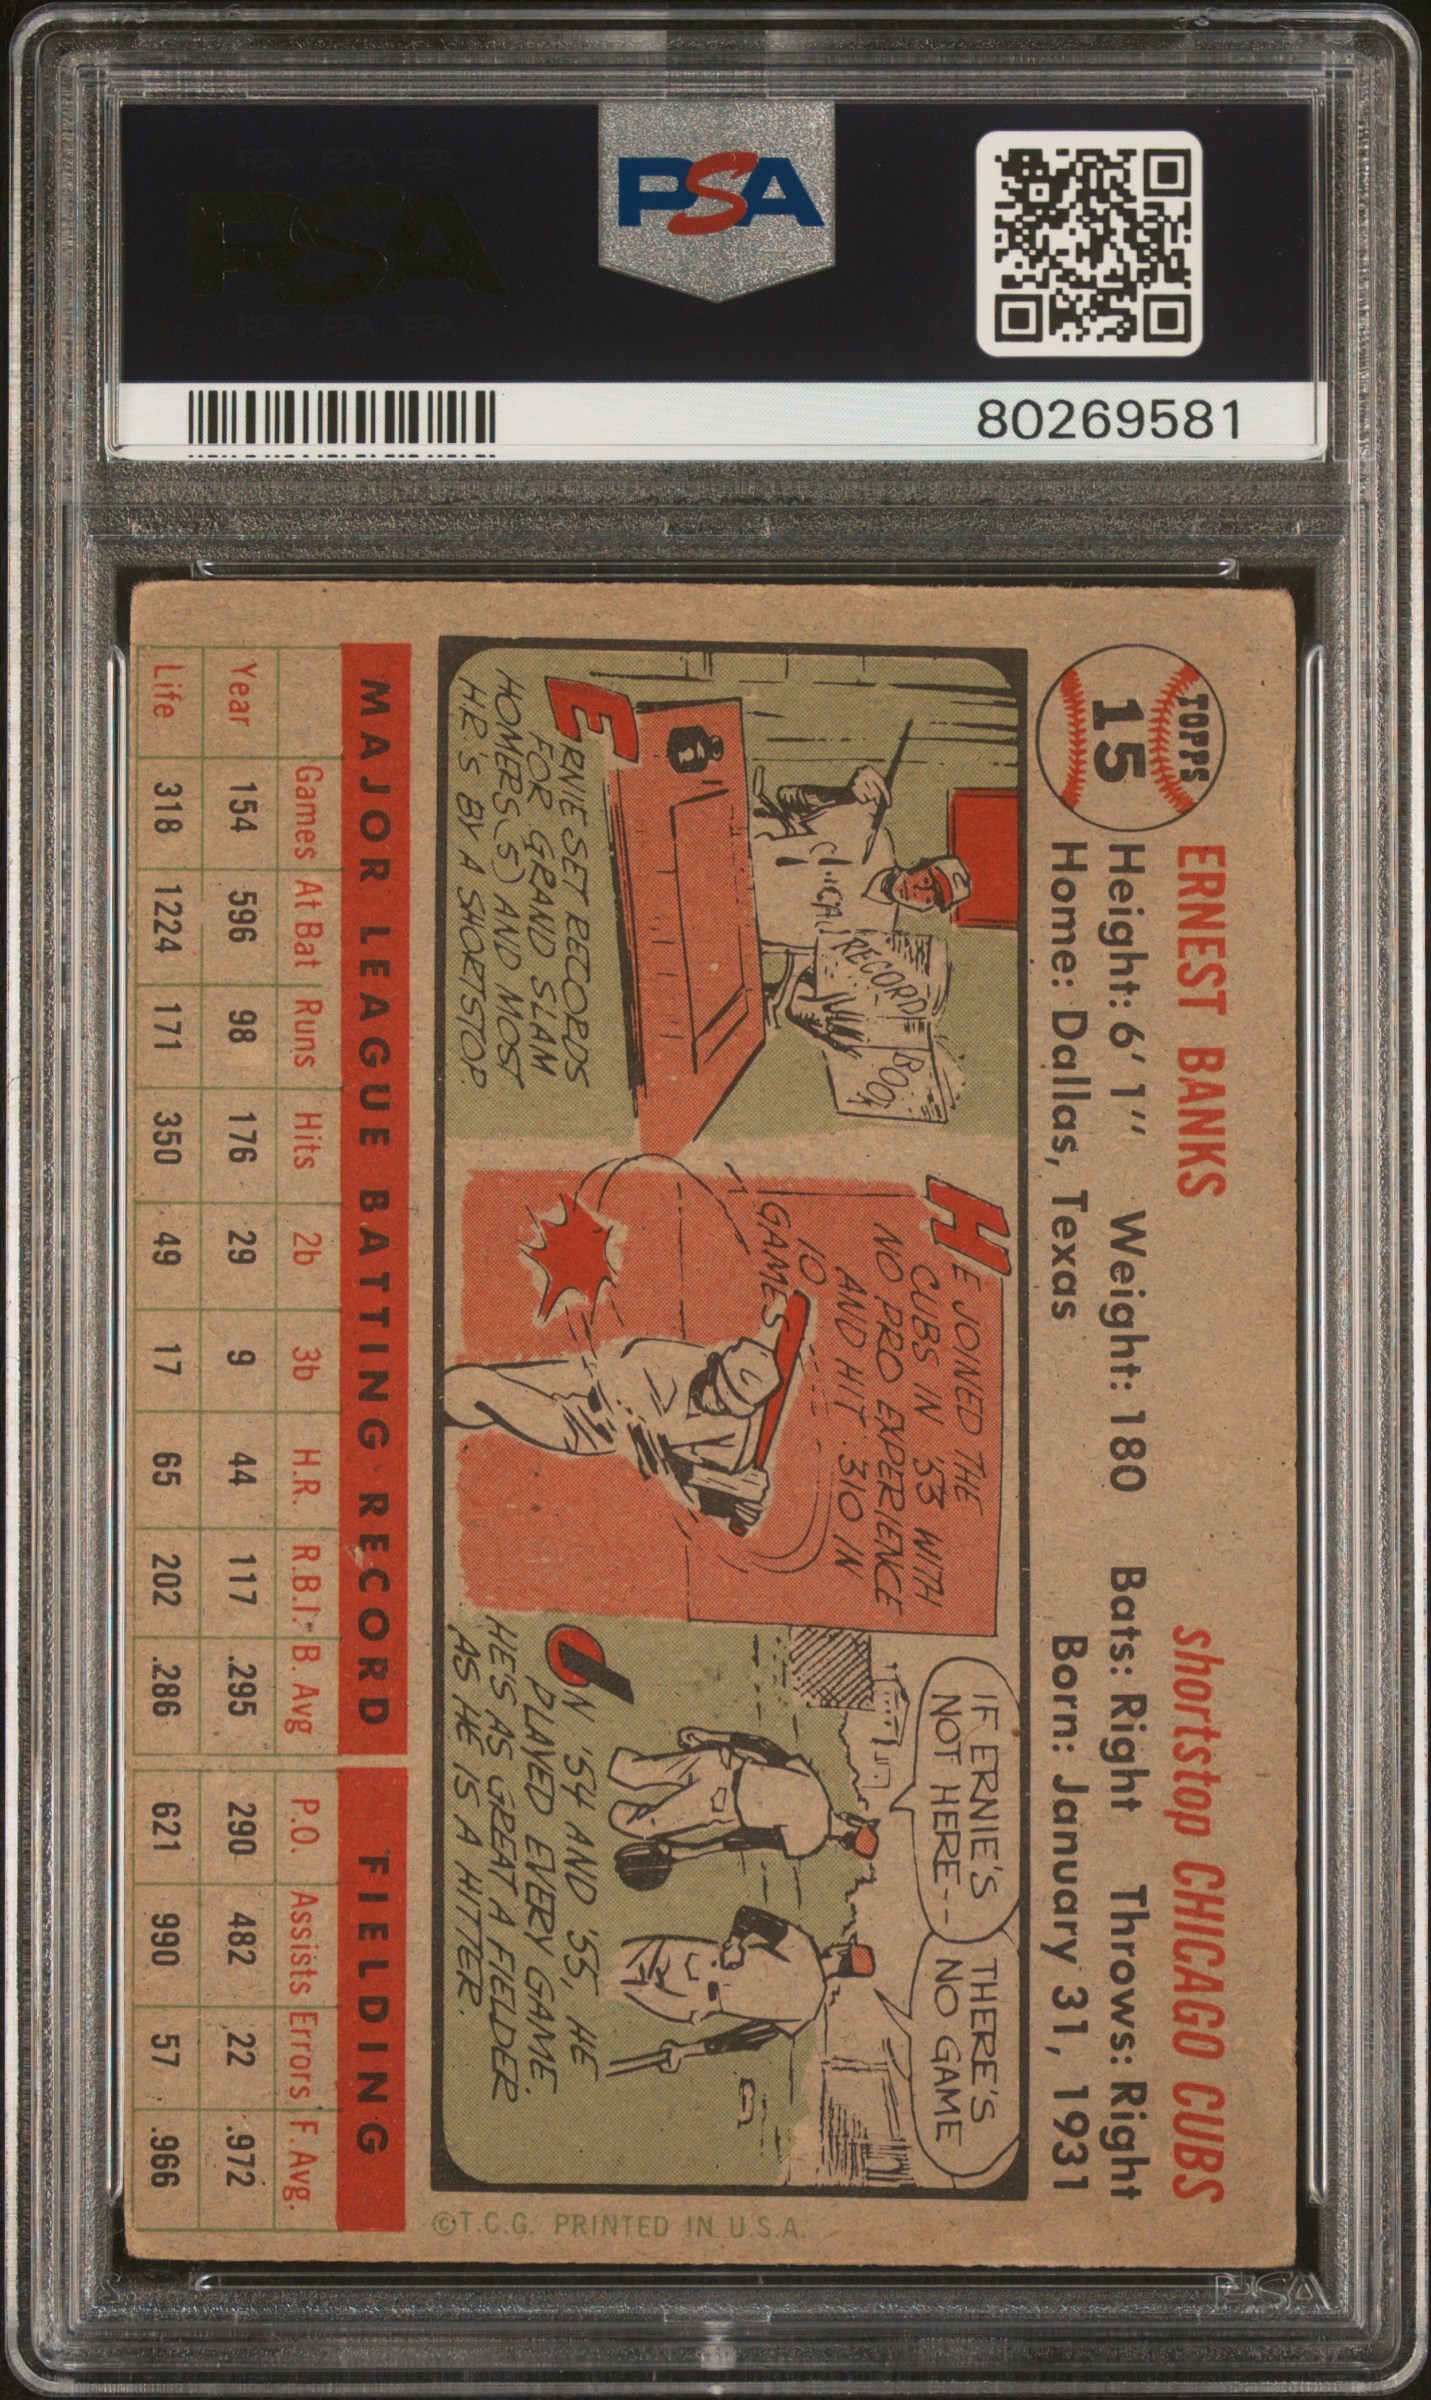 PSA
80269581
TOPPS
15
ERNEST BANKS
shortstop CHICAGO CUBS
Height: 6' 1" Weight: 180 Bats: Right Throws: Right
Home: Dallas, Texas Born: January 31, 1931
RECORD BOOK
CHICA
ERNIE SET RECORDS
FOR GRAND SLAM
HOMERS (5) AND MOST
HR'S BY A SHORTSTOP.
HE JOINED THE
CUBS IN '53 WITH
NO PRO EXPERIENCE
AND HIT .310 IN
10
GAMES
IF ERNIE'S
NOT HERE--
THERE'S
NO GAME
IN '54 AND '55, HE
PLAYED EVERY GAME.
HE'S AS GREAT A FIELDER
AS HE IS A HITTER.
MAJOR LEAGUE BATTING RECORD FIELDING
Games At Bat Runs Hits 2b 3b H.R. R.B.I. B. Avg P.O. Assists Errors F. Avg.
Year 154 596 98 176 29 9 44 117 .295 290 482 22 .972
Life 318 1224 171 350 49 17 65 202 .286 621 990 57 .966
©T.C.G. PRINTED IN U.S.A.
PSA
PSA